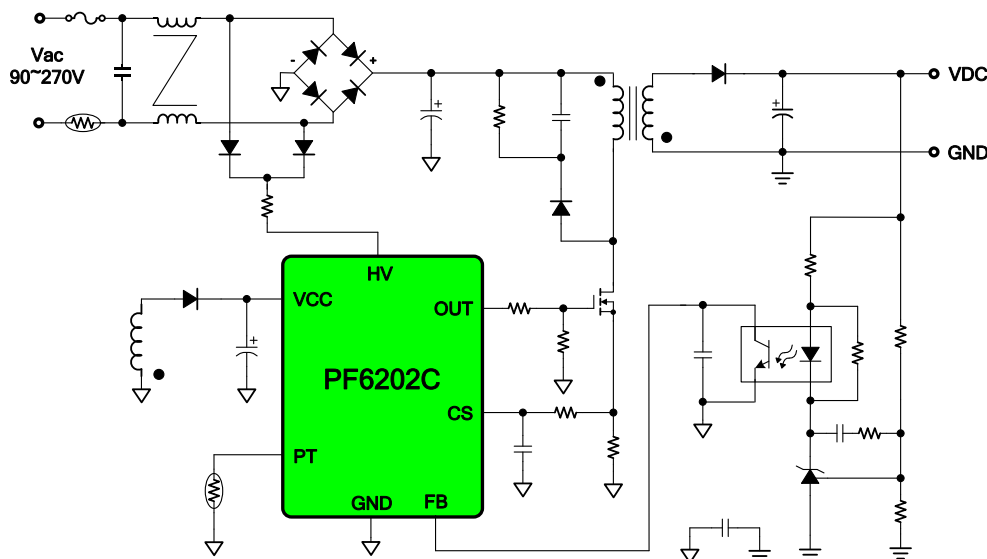 Vac
90~270V
-
+
+
+
VDC
GND
HV
VCC
OUT
+
PF6202C
CS
PT
GND
FB